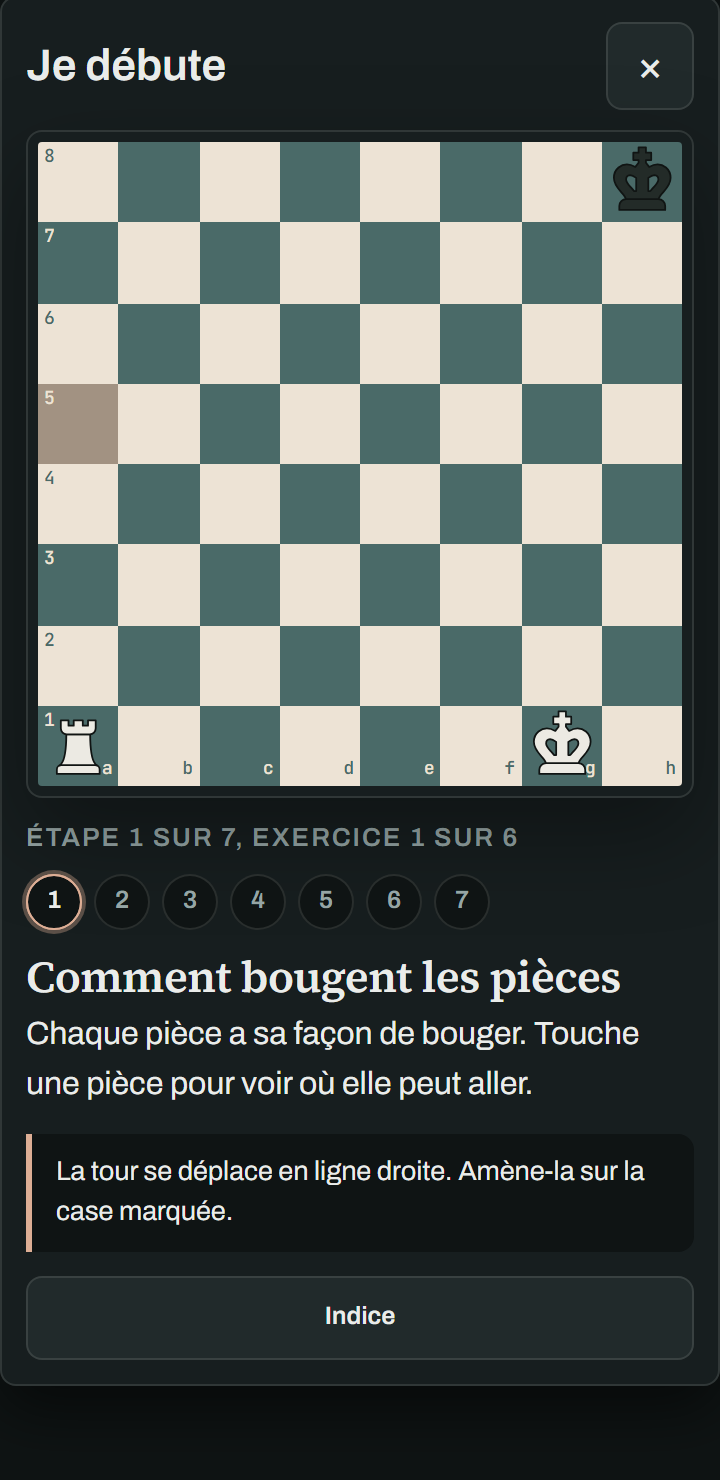 Je débute
×
8
7
6
5
4
3
2
1
a b c d e f g h
ÉTAPE 1 SUR 7, EXERCICE 1 SUR 6
1 2 3 4 5 6 7
Comment bougent les pièces
Chaque pièce a sa façon de bouger. Touche
une pièce pour voir où elle peut aller.
La tour se déplace en ligne droite. Amène-la sur la
case marquée.
Indice